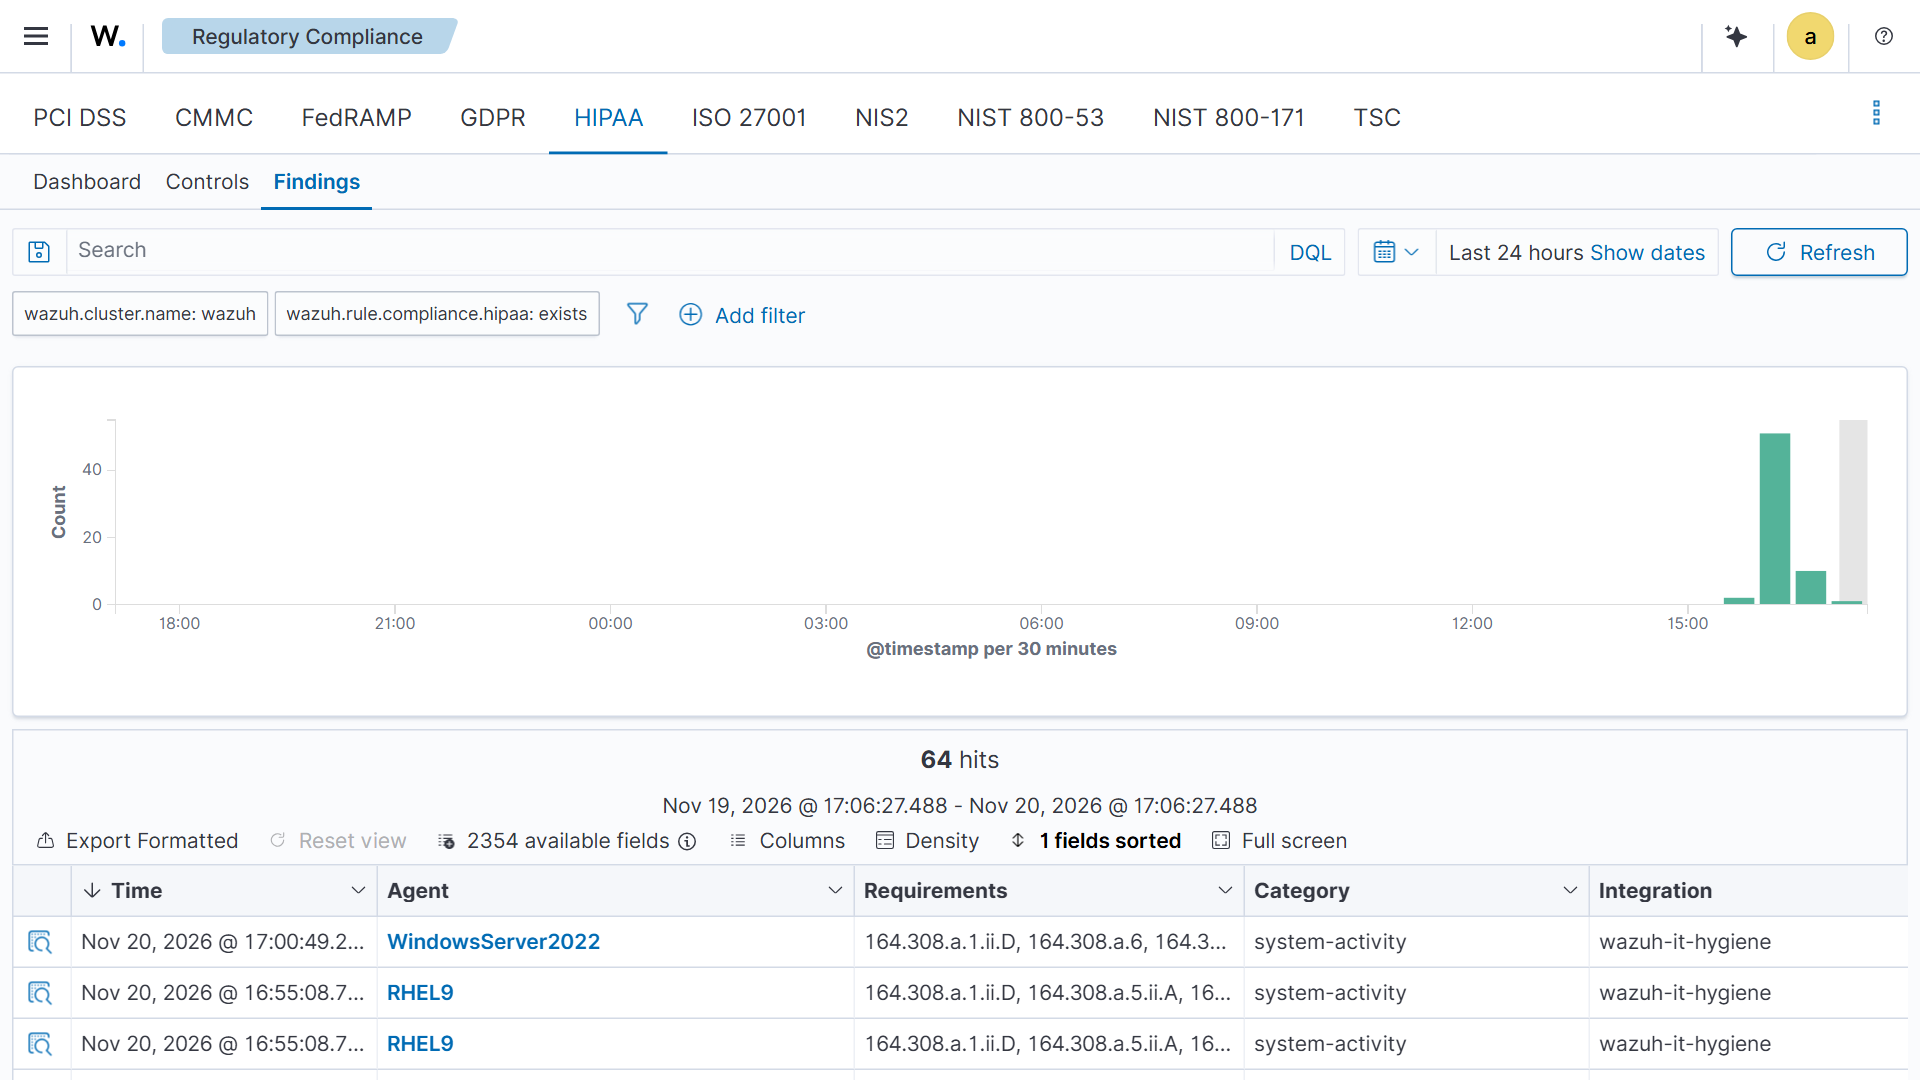 W. Regulatory Compliance a
PCI DSS CMMC FedRAMP GDPR HIPAA ISO 27001 NIS2 NIST 800-53 NIST 800-171 TSC
Dashboard Controls Findings
Search DQL Last 24 hours Show dates Refresh
wazuh.cluster.name: wazuh wazuh.rule.compliance.hipaa: exists Add filter
Count
40
20
0
18:00 21:00 00:00 03:00 06:00 09:00 12:00 15:00
@timestamp per 30 minutes
64 hits
Nov 19, 2026 @ 17:06:27.488 - Nov 20, 2026 @ 17:06:27.488
Export Formatted Reset view 2354 available fields Columns Density 1 fields sorted Full screen
Time Agent Requirements Category Integration
Nov 20, 2026 @ 17:00:49.2... WindowsServer2022 164.308.a.1.ii.D, 164.308.a.6, 164.3... system-activity wazuh-it-hygiene
Nov 20, 2026 @ 16:55:08.7... RHEL9 164.308.a.1.ii.D, 164.308.a.5.ii.A, 16... system-activity wazuh-it-hygiene
Nov 20, 2026 @ 16:55:08.7... RHEL9 164.308.a.1.ii.D, 164.308.a.5.ii.A, 16... system-activity wazuh-it-hygiene